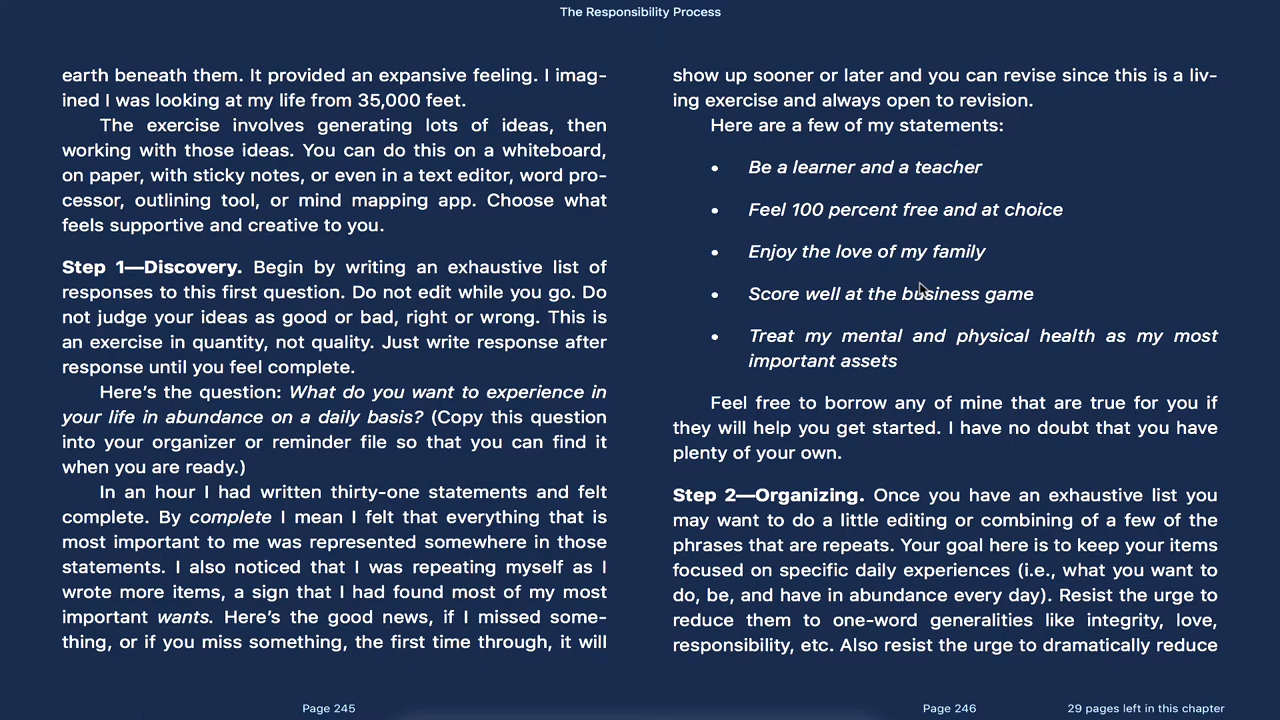 The Responsibility Process
earth beneath them. It provided an expansive feeling. I imag-
ined I was looking at my life from 35,000 feet.
The exercise involves generating lots of ideas, then
working with those ideas. You can do this on a whiteboard,
on paper, with sticky notes, or even in a text editor, word pro-
cessor, outlining tool, or mind mapping app. Choose what
feels supportive and creative to you.
Step 1—Discovery. Begin by writing an exhaustive list of
responses to this first question. Do not edit while you go. Do
not judge your ideas as good or bad, right or wrong. This is
an exercise in quantity, not quality. Just write response after
response until you feel complete.
Here’s the question: What do you want to experience in
your life in abundance on a daily basis? (Copy this question
into your organizer or reminder file so that you can find it
when you are ready.)
In an hour I had written thirty-one statements and felt
complete. By complete I mean I felt that everything that is
most important to me was represented somewhere in those
statements. I also noticed that I was repeating myself as I
wrote more items, a sign that I had found most of my most
important wants. Here’s the good news, if I missed some-
thing, or if you miss something, the first time through, it will
show up sooner or later and you can revise since this is a liv-
ing exercise and always open to revision.
Here are a few of my statements:
• Be a learner and a teacher
• Feel 100 percent free and at choice
• Enjoy the love of my family
• Score well at the business game
• Treat my mental and physical health as my most
important assets
Feel free to borrow any of mine that are true for you if
they will help you get started. I have no doubt that you have
plenty of your own.
Step 2—Organizing. Once you have an exhaustive list you
may want to do a little editing or combining of a few of the
phrases that are repeats. Your goal here is to keep your items
focused on specific daily experiences (i.e., what you want to
do, be, and have in abundance every day). Resist the urge to
reduce them to one-word generalities like integrity, love,
responsibility, etc. Also resist the urge to dramatically reduce
Page 245
Page 246
29 pages left in this chapter